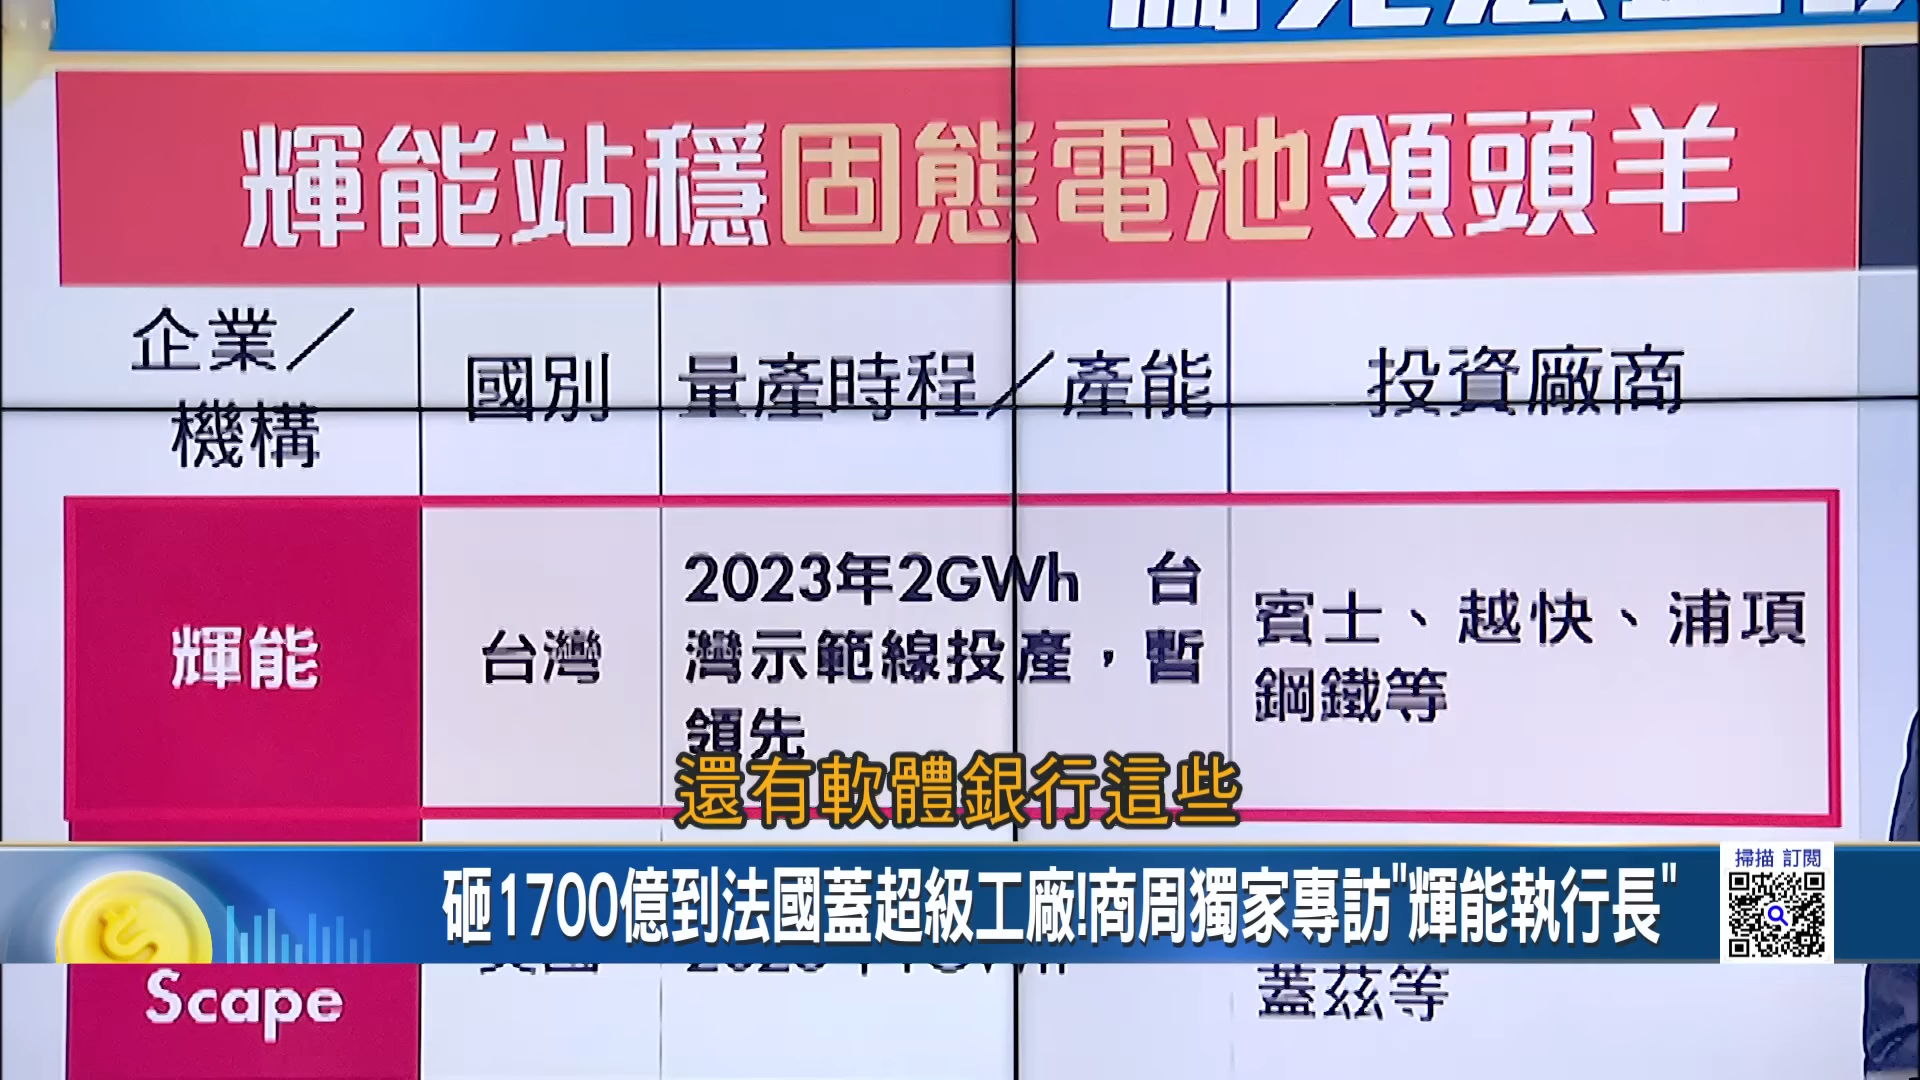 輝能站穩固態電池領頭羊
企業／
機構
國別
量產時程／產能
投資廠商
輝能
台灣
2023年2GWh 台
灣示範線投產，暫
領先
賓士、越快、浦項
鋼鐵等
還有軟體銀行這些
砸1700億到法國蓋超級工廠!商周獨家專訪"輝能執行長"
掃描 訂閱
Scape
蓋茲等